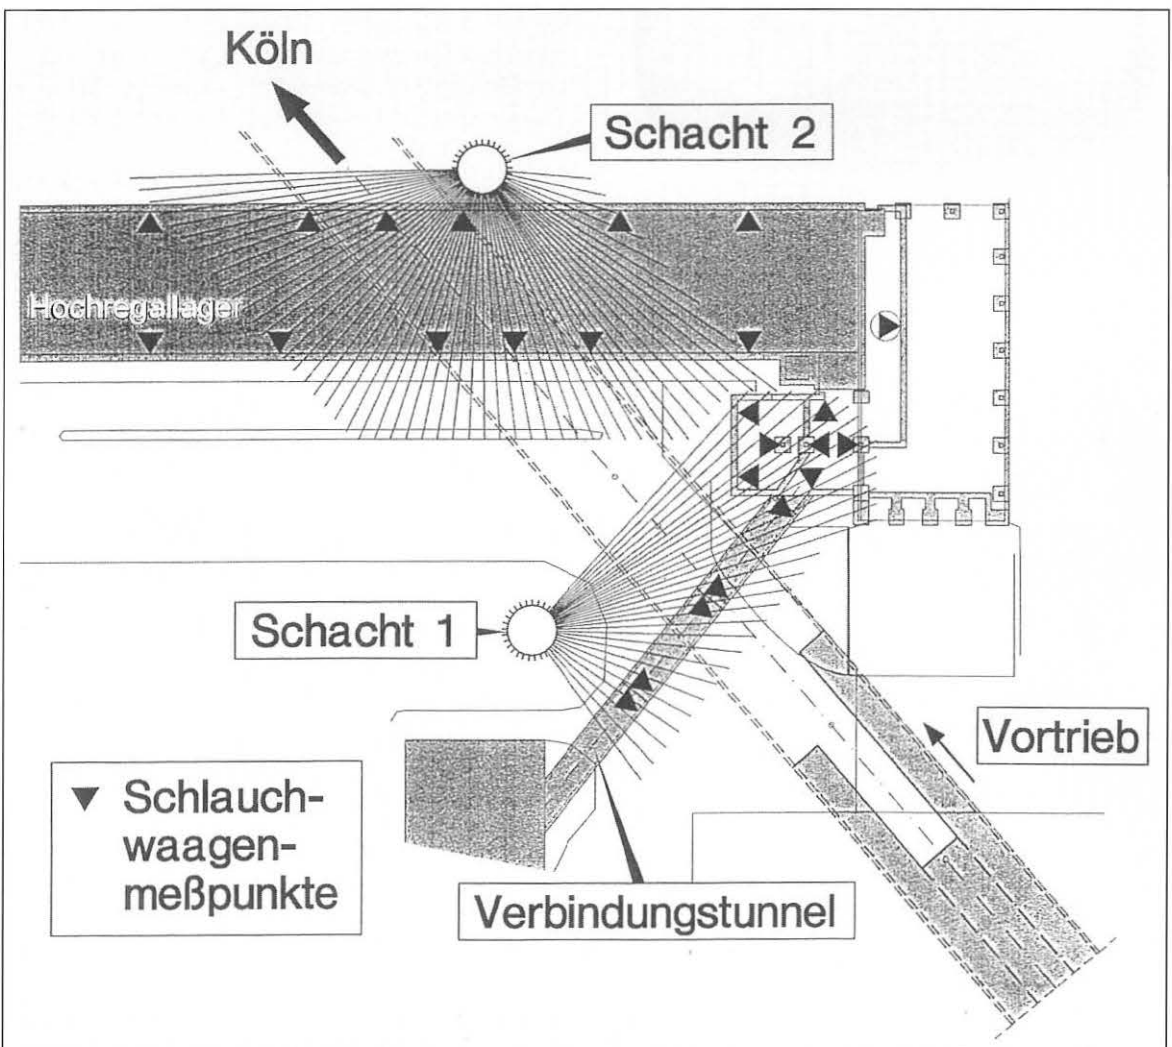 Köln
Schacht 2
Hochregallager
Schacht 1
Vortrieb
Schlauch-
waagen-
meßpunkte
Verbindungstunnel